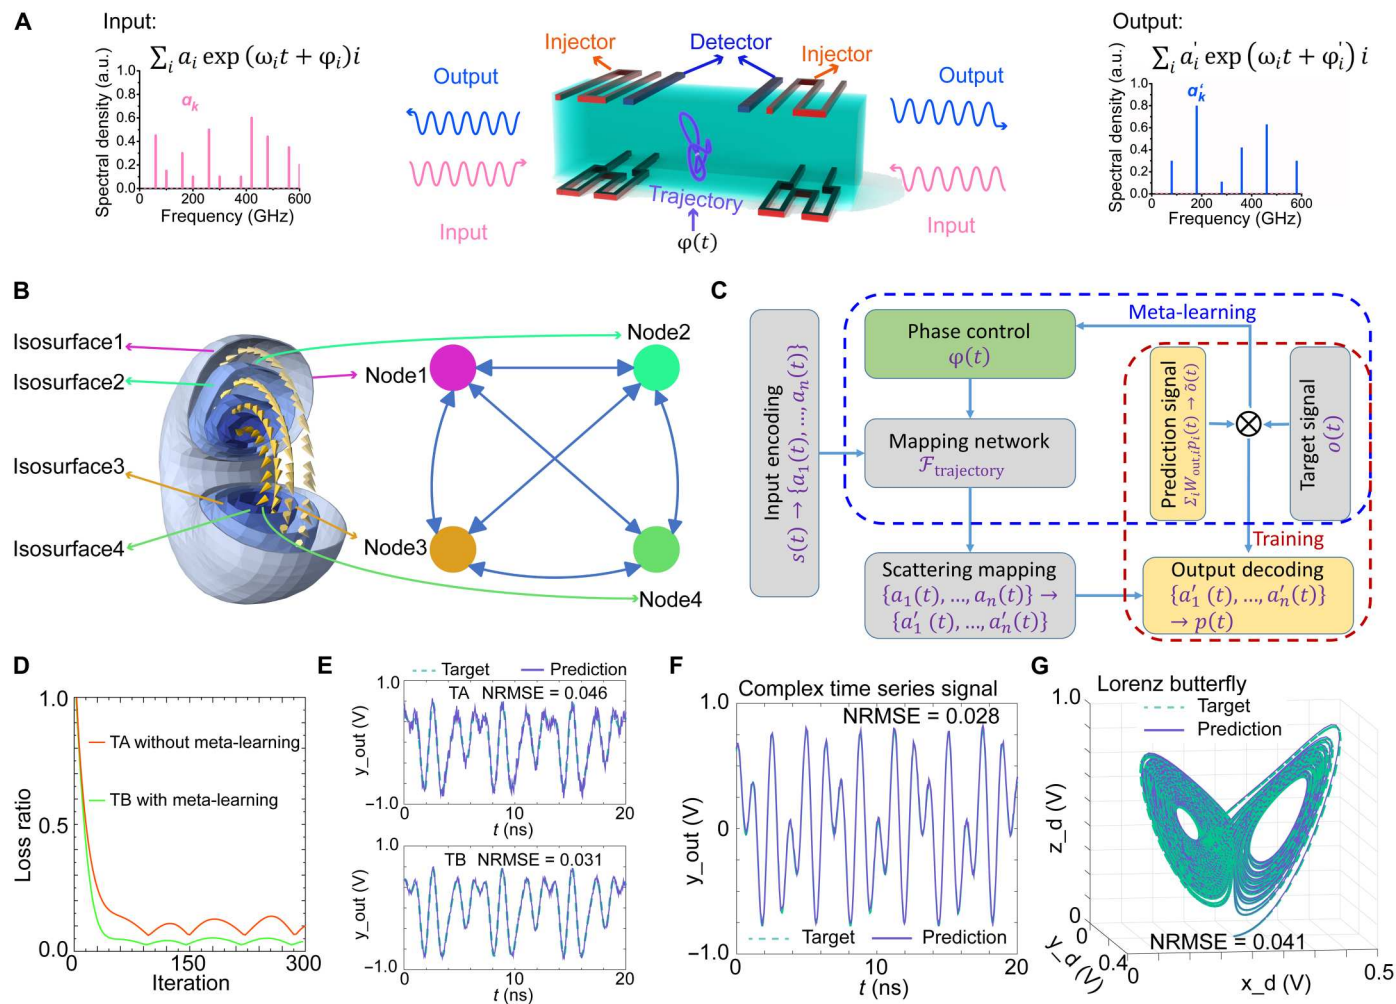 A
Input:
∑ᵢ aᵢ exp (ωᵢt + φᵢ)i
Spectral density (a.u.)
1.0
0.8
0.6
0.4
0.2
0.0
aₖ
0 200 400 600
Frequency (GHz)
Output
Input
Injector
Detector
Injector
Trajectory
φ(t)
Output
Input
Output:
∑ᵢ aᵢ' exp (ωᵢt + φᵢ') i
Spectral density (a.u.)
1.0
0.8
0.6
0.4
0.2
0.0
aₖ'
0 200 400 600
Frequency (GHz)
B
Isosurface1
Isosurface2
Isosurface3
Isosurface4
Node1
Node2
Node3
Node4
C
Input encoding
s(t) → {a₁(t), ..., aₙ(t)}
Meta-learning
Phase control
φ(t)
Mapping network
ℱtrajectory
Scattering mapping
{a₁(t), ..., aₙ(t)} →
{a₁' (t), ..., aₙ'(t)}
Prediction signal
Σᵢ W_out,i pᵢ(t) → õ(t)
Target signal
o(t)
Training
Output decoding
{a₁' (t), ..., aₙ'(t)}
→ p(t)
D
Loss ratio
1.0
0.5
0.0
TA without meta-learning
TB with meta-learning
0 150 300
Iteration
E
Target Prediction
1.0
TA NRMSE = 0.046
y_out (V)
−1.0
0 10 20
t (ns)
1.0
TB NRMSE = 0.031
y_out (V)
−1.0
0 10 20
t (ns)
F
Complex time series signal
1.0
NRMSE = 0.028
y_out (V)
0
−1.0
Target Prediction
0 10 20
t (ns)
G
Lorenz butterfly
Target
Prediction
1.0
z_d (V)
0
0
y_d (V)
0.4
NRMSE = 0.041
0
x_d (V)
0.5